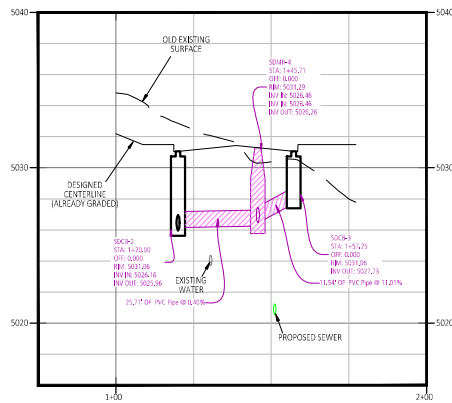 5040
5040
OLD EXISTING
SURFACE
SDMH-4
STA: 1+45.71
OFF: 0.000
RIM: 5031.29
INV IN: 5026.46
INV IN: 5026.46
INV OUT: 5026.26
5030
5030
DESIGNED
CENTERLINE
(ALREADY GRADED)
SDCB-2
STA: 1+20.00
OFF: 0.000
RIM: 5031.06
INV IN: 5026.16
INV OUT: 5025.96
SDCB-3
STA: 1+57.25
OFF: 0.000
RIM: 5031.06
INV OUT: 5027.73
EXISTING
WATER
11.54' OF PVC Pipe @ 11.01%
25.71' OF PVC Pipe @ 0.40%
5020
5020
PROPOSED SEWER
1+00
2+00